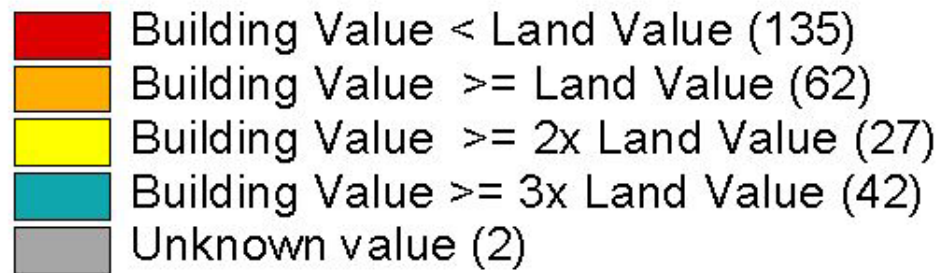 Building Value < Land Value (135)
Building Value >= Land Value (62)
Building Value >= 2x Land Value (27)
Building Value >= 3x Land Value (42)
Unknown value (2)